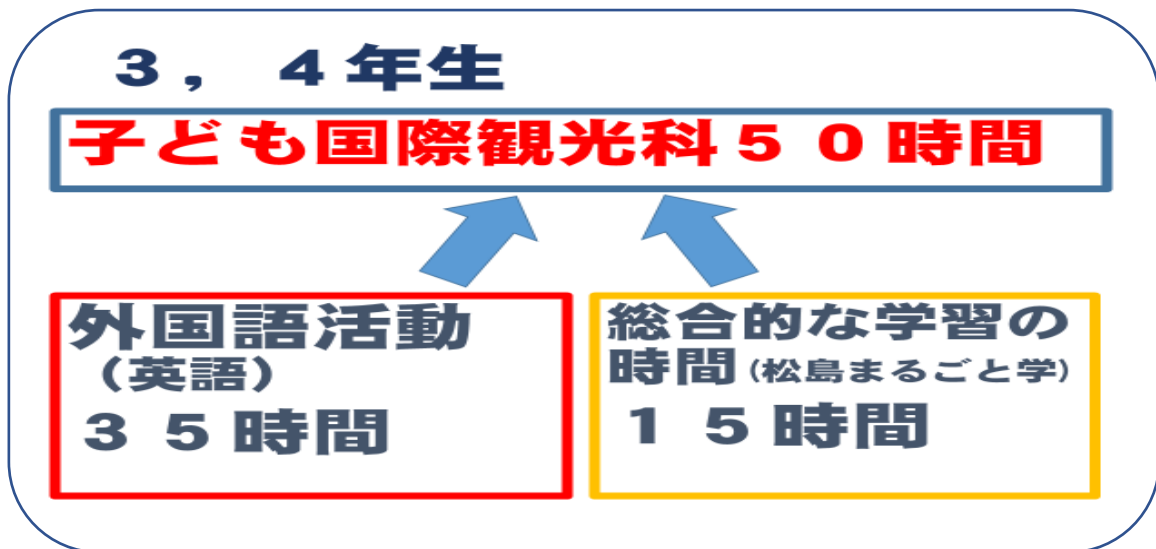 ３，４年生
子ども国際観光科５０時間
外国語活動
（英語）
３５時間
総合的な学習の
時間（松島まるごと学）
１５時間